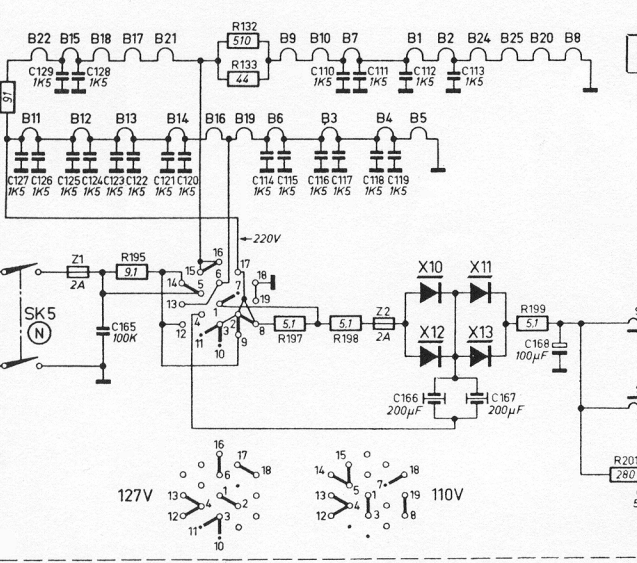 R132
B22 B15 B18 B17 B21 510 B9 B10 B7 B1 B2 B24 B25 B20 B8
R133
C129 C128 44 C110 C111 C112 C113
1K5 1K5 1K5 1K5 1K5 1K5
91
B11 B12 B13 B14 B16 B19 B6 B3 B4 B5
C127 C126 C125 C124 C123 C122 C121 C120 C114 C115 C116 C117 C118 C119
1K5 1K5 1K5 1K5 1K5 1K5 1K5 1K5 1K5 1K5 1K5 1K5 1K5 1K5
220V
Z1 R195 16 17
2A 9,1 15 6 18
14 5 7 19
13 1
SK5
N
C165
100K
4 2 3 8
12 11 10 9
5,1 5,1
R197 R198
Z2
2A
X10 X11
X12 X13
R199
5,1
C168
100µF
C166 C167
200µF 200µF
R201
280
127V
16
17
6 18
13 1
4 2
12 3
11
10
110V
15
14 18
5 7
13 1 19
4
12 3 8